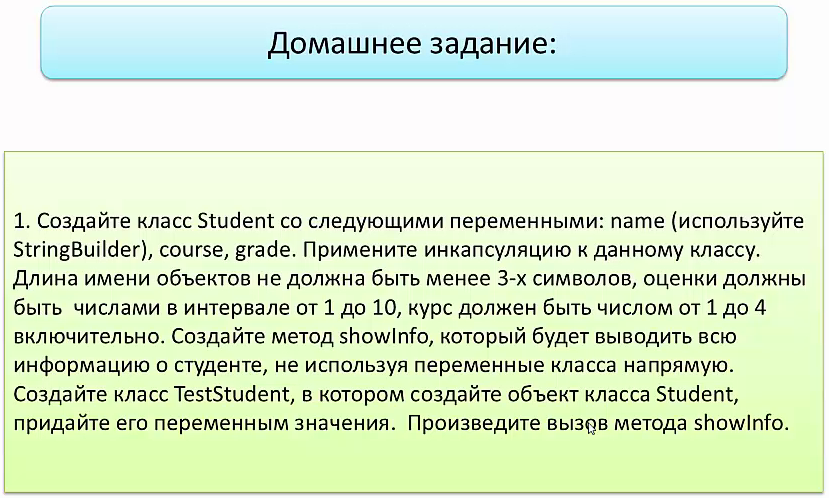 Домашнее задание:
1. Создайте класс Student со следующими переменными: name (используйте
StringBuilder), course, grade. Примените инкапсуляцию к данному классу.
Длина имени объектов не должна быть менее 3-х символов, оценки должны
быть числами в интервале от 1 до 10, курс должен быть числом от 1 до 4
включительно. Создайте метод showInfo, который будет выводить всю
информацию о студенте, не используя переменные класса напрямую.
Создайте класс TestStudent, в котором создайте объект класса Student,
придайте его переменным значения. Произведите вызов метода showInfo.